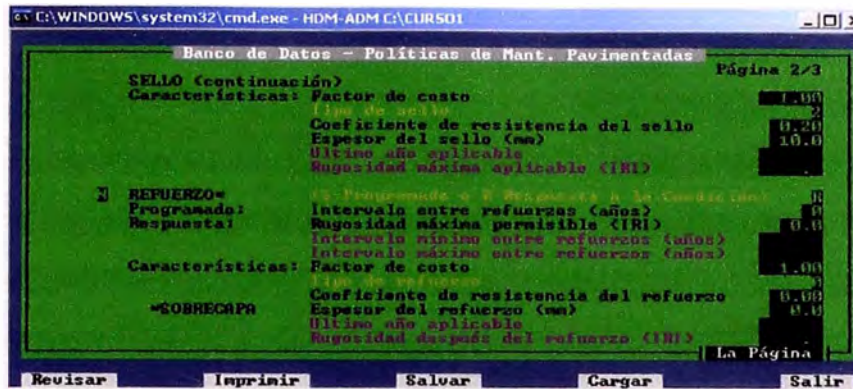 C:\WINDOWS\system32\cmd.exe - HDM-ADM C:\CURSO1
Banco de Datos - Políticas de Mant. Pavimentadas
Página 2/3
SELLO (continuación)
Características: Factor de costo 1.00
Tipo de sello 2
Coeficiente de resistencia del sello 0.20
Espesor del sello (mm) 10.0
Ultimo año aplicable
Rugosidad máxima aplicable (IRI)
N REFUERZO* (S Programado o R Respuesta a la Condición) R
Programado: Intervalo entre refuerzos (años) 0
Respuesta: Rugosidad máxima permisible (IRI) 0.0
Intervalo mínimo entre refuerzos (años)
Intervalo máximo entre refuerzos (años)
Características: Factor de costo 1.00
Tipo de refuerzo 0
Coeficiente de resistencia del refuerzo 0.00
*SOBRECAPA Espesor del refuerzo (mm) 0.0
Ultimo año aplicable
Rugosidad después del refuerzo (IRI)
La Página
Revisar Imprimir Salvar Cargar Salir